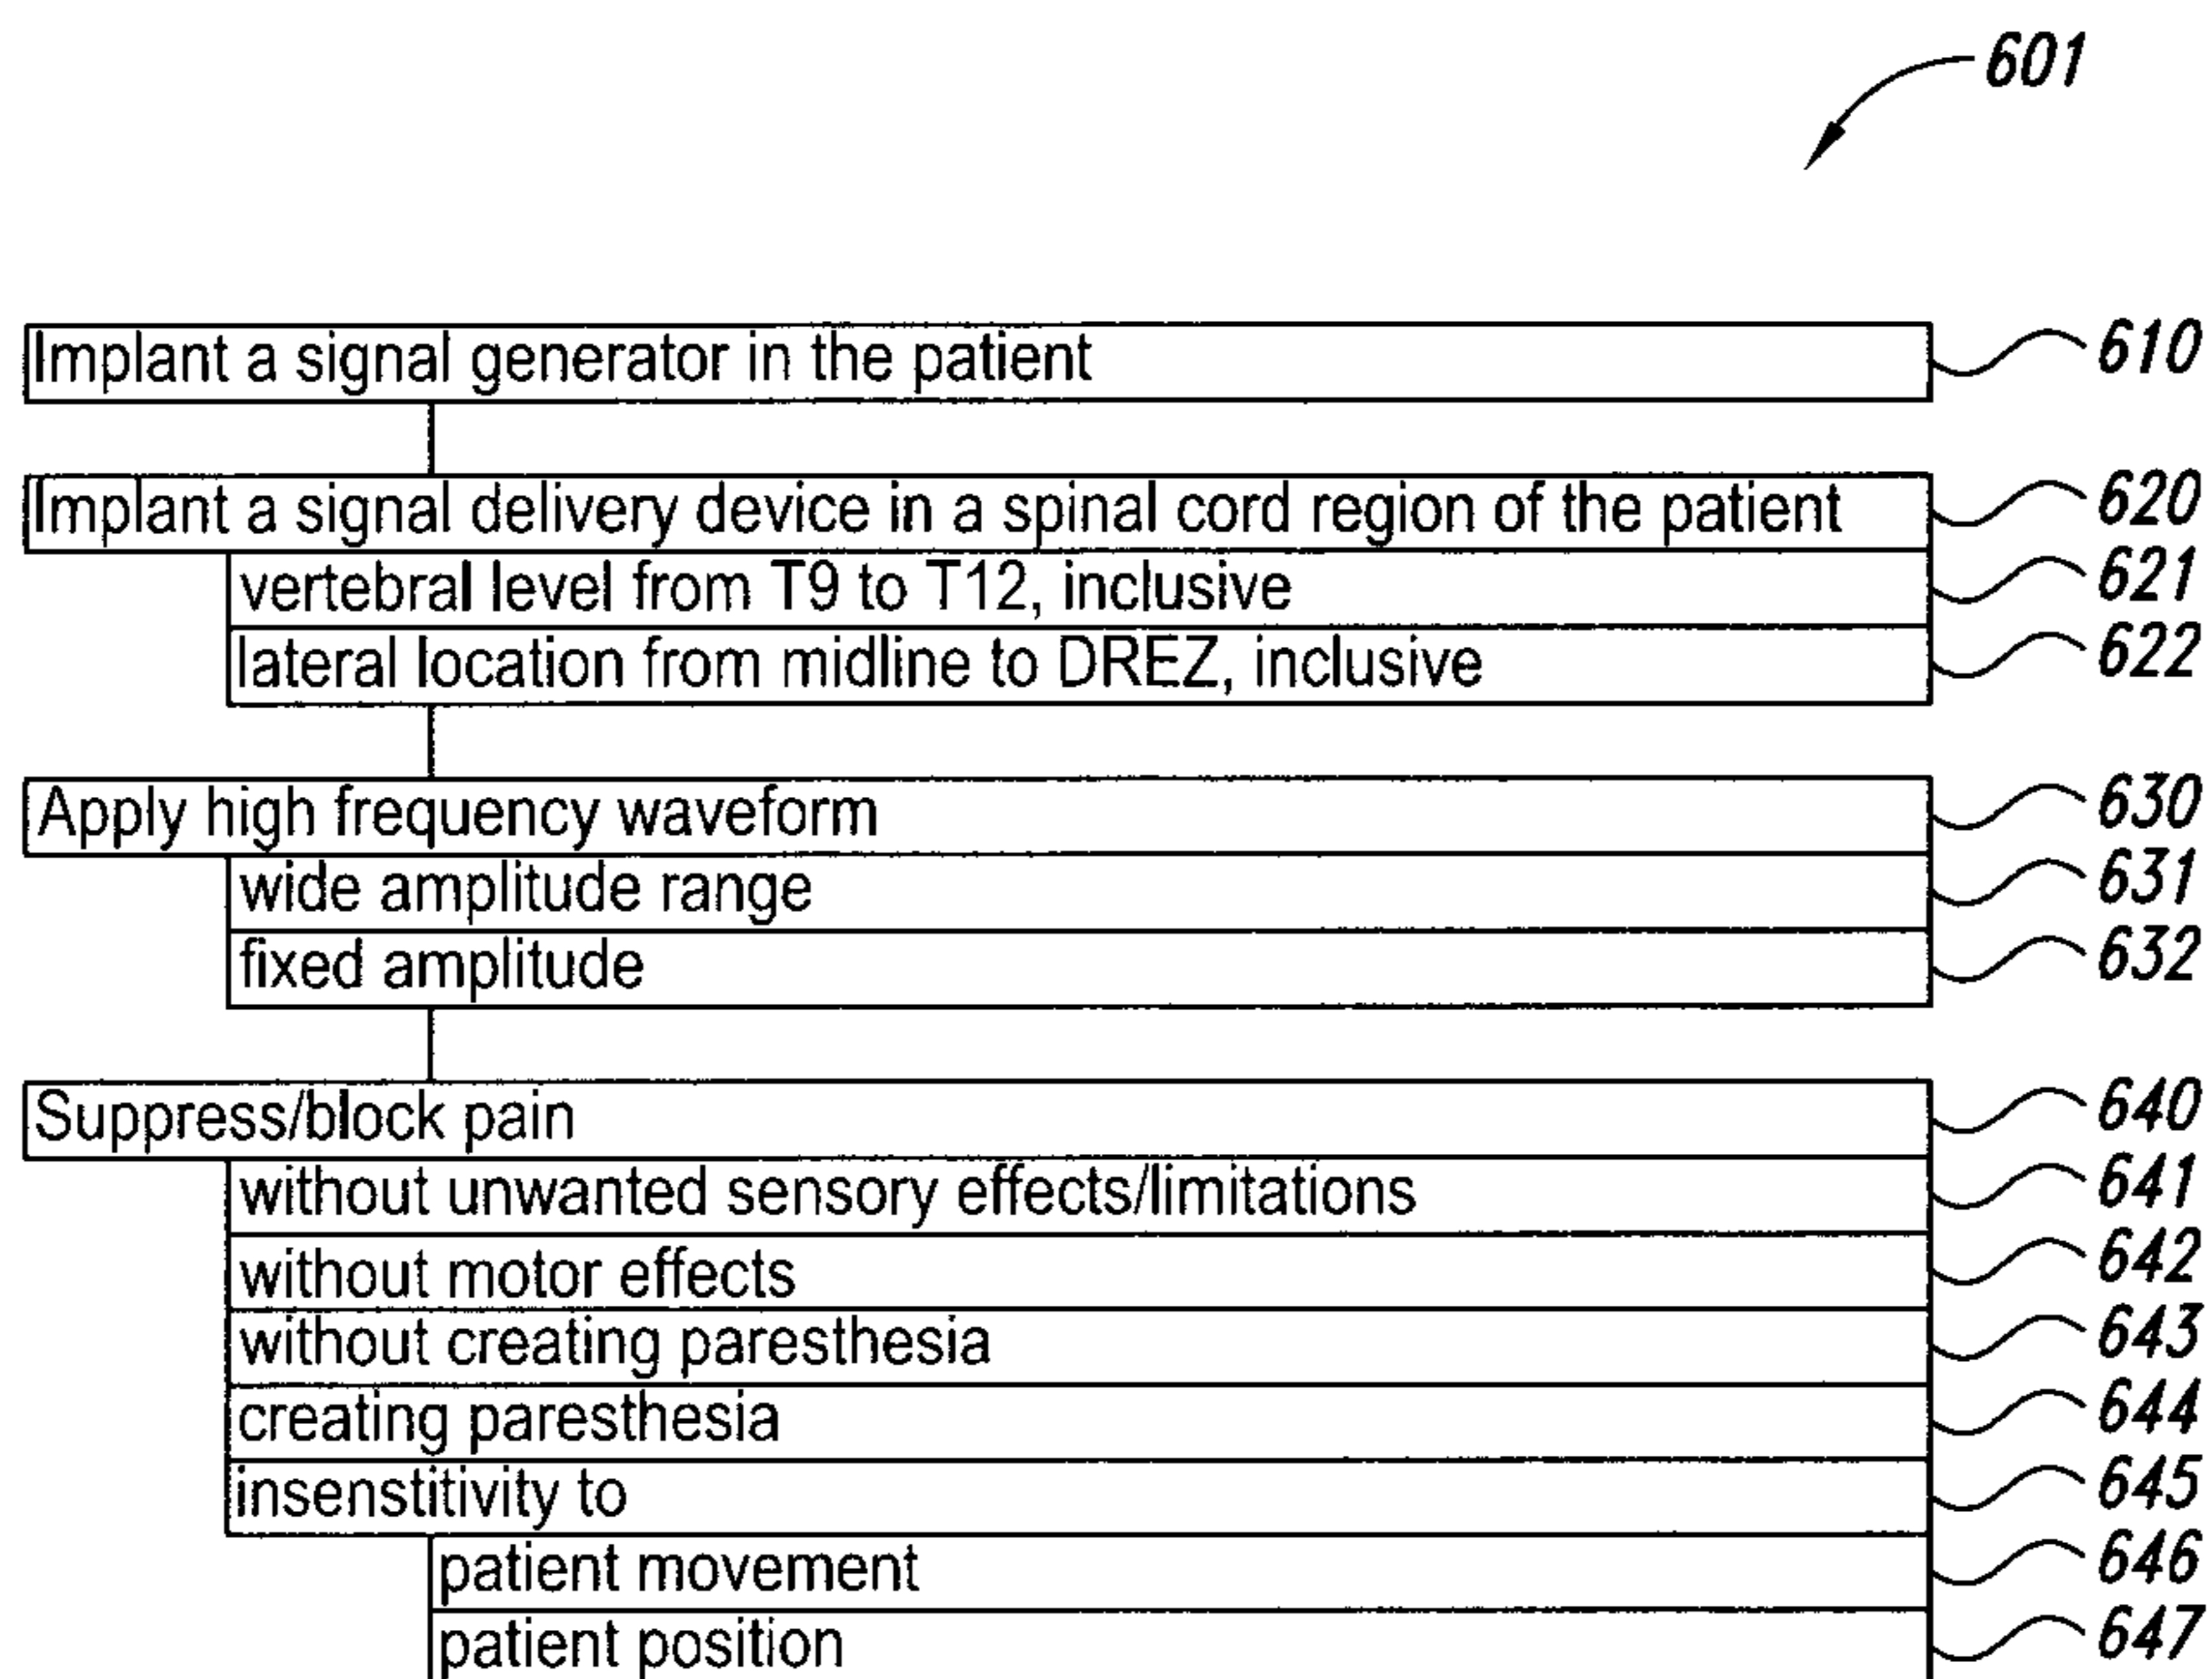 601
Implant a signal generator in the patient 610
Implant a signal delivery device in a spinal cord region of the patient 620
vertebral level from T9 to T12, inclusive 621
lateral location from midline to DREZ, inclusive 622
Apply high frequency waveform 630
wide amplitude range 631
fixed amplitude 632
Suppress/block pain 640
without unwanted sensory effects/limitations 641
without motor effects 642
without creating paresthesia 643
creating paresthesia 644
insenstitivity to 645
patient movement 646
patient position 647